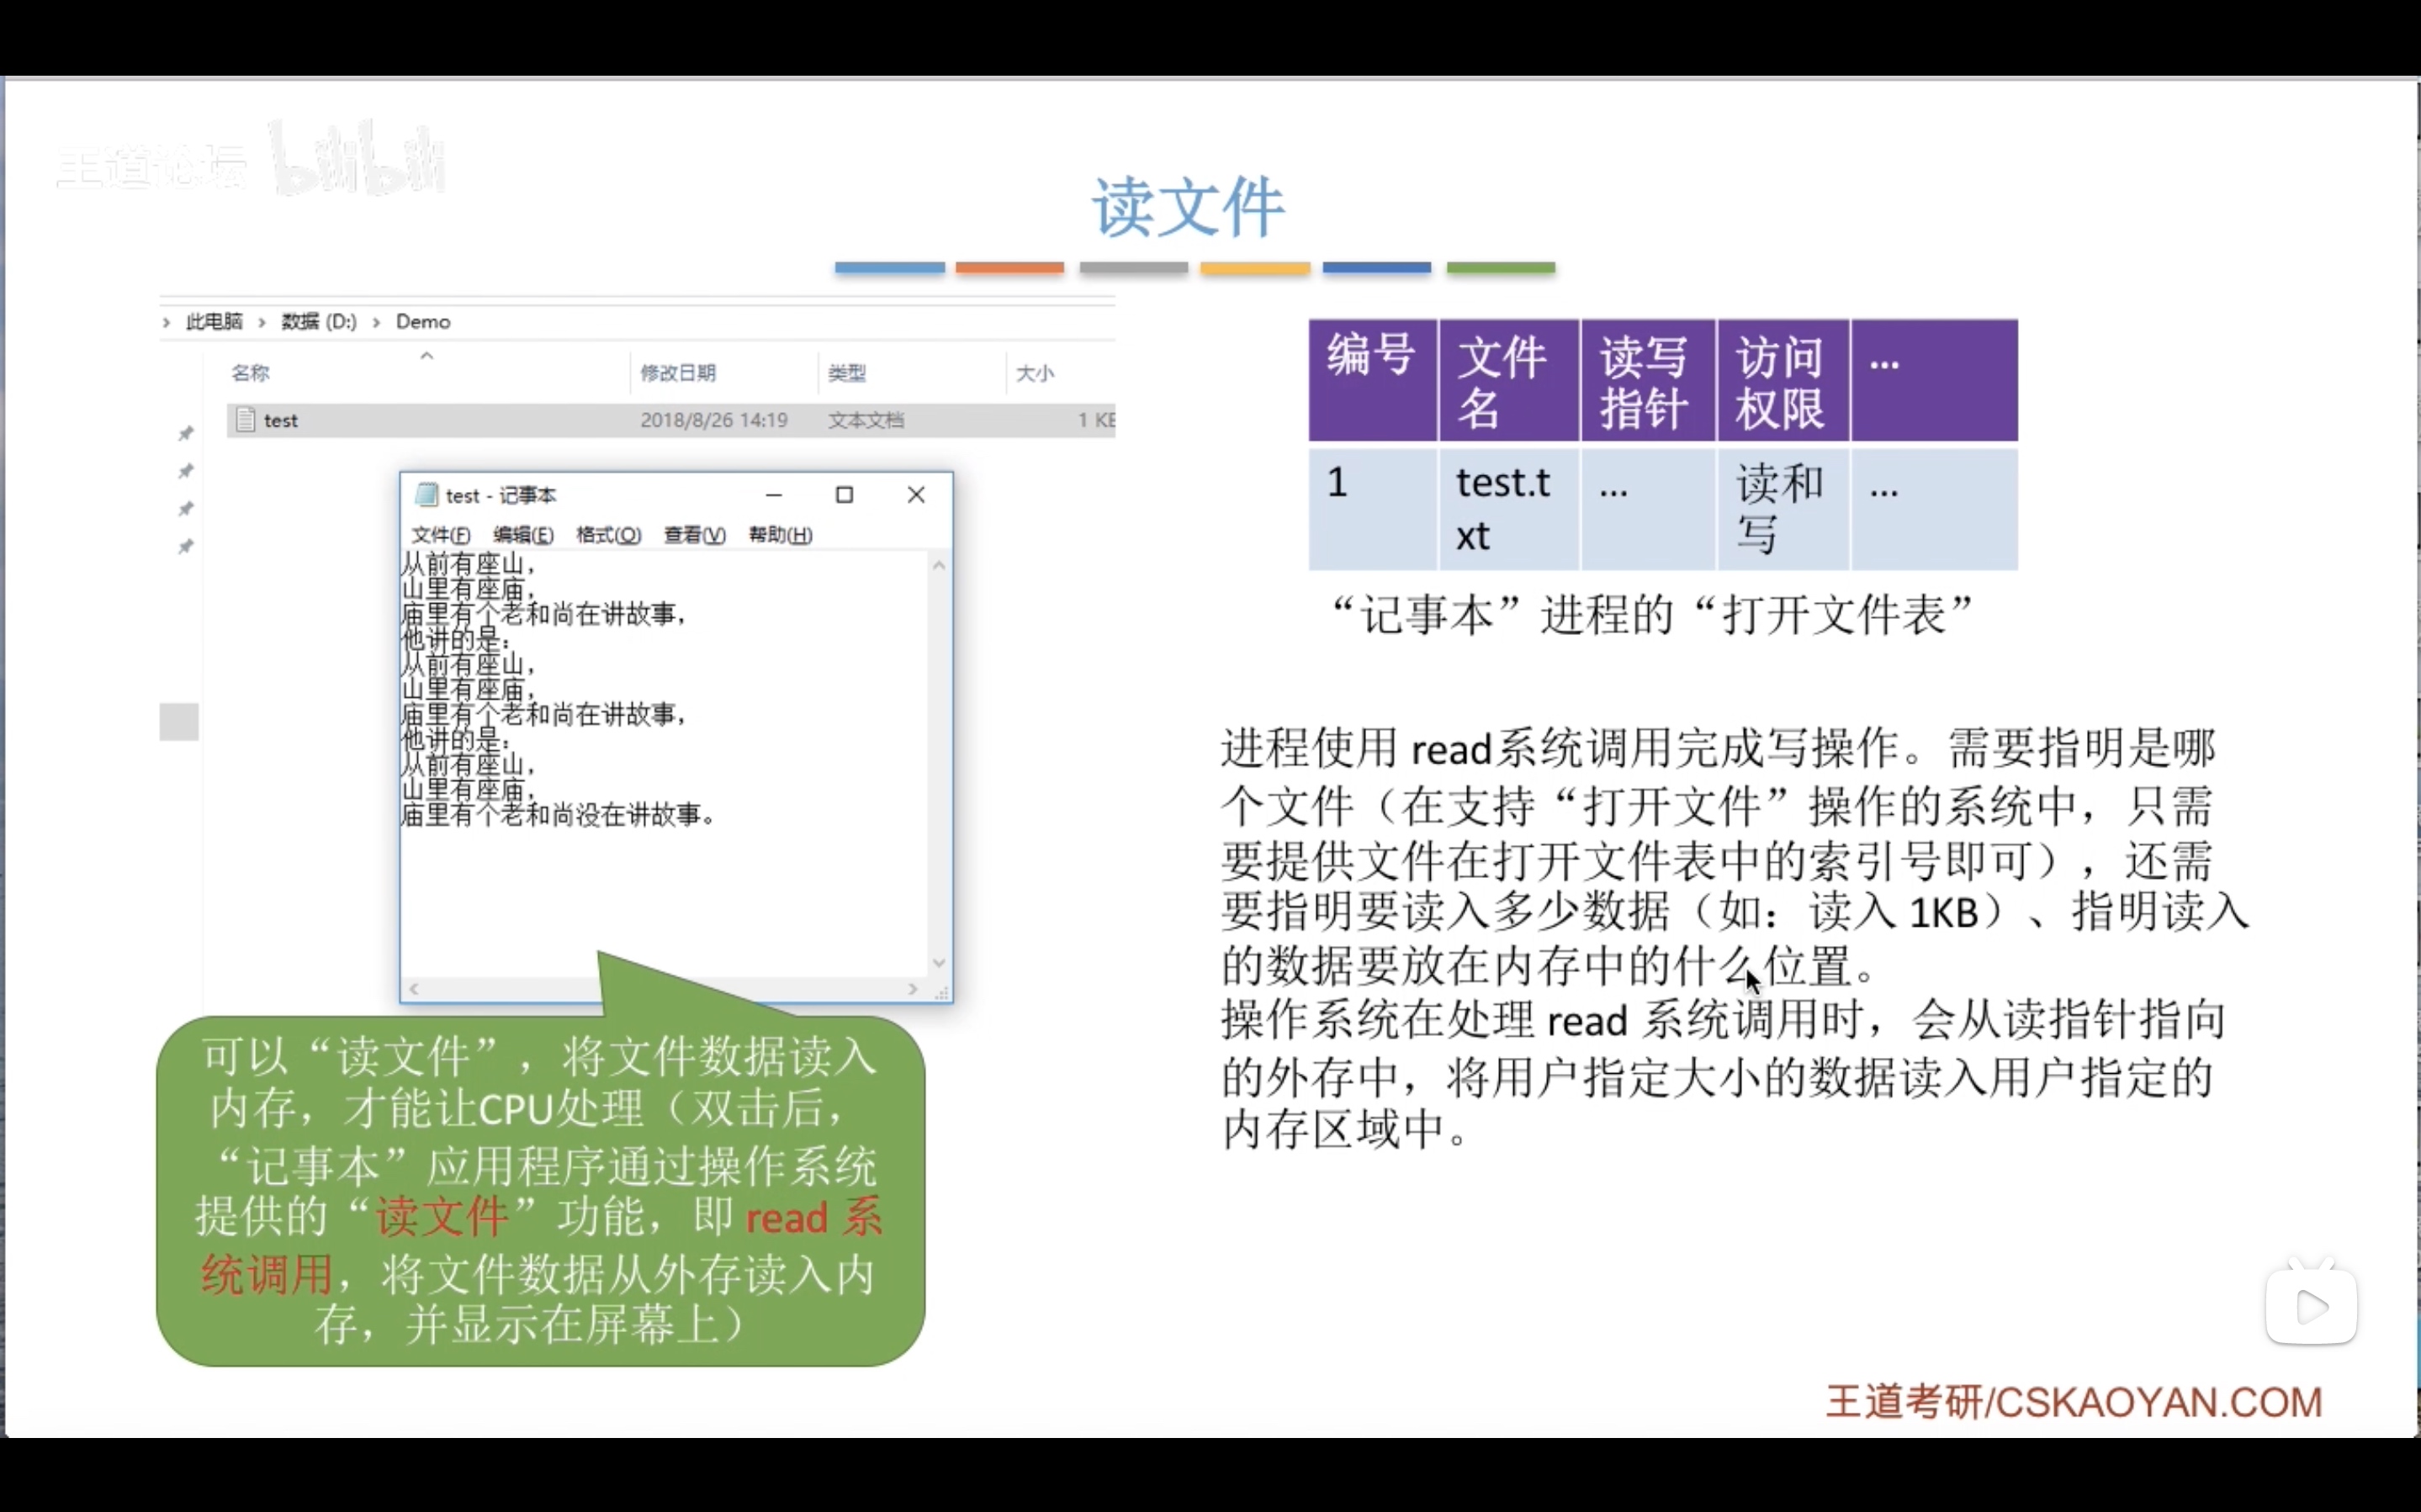 王道论坛 bilibili
读文件
此电脑 > 数据 (D:) > Demo
名称 修改日期 类型 大小
test 2018/8/26 14:19 文本文档 1 KB
test - 记事本
文件(F) 编辑(E) 格式(O) 查看(V) 帮助(H)
从前有座山，
山里有座庙，
庙里有个老和尚在讲故事，
他讲的是：
从前有座山，
山里有座庙，
庙里有个老和尚在讲故事，
他讲的是：
从前有座山，
山里有座庙，
庙里有个老和尚没在讲故事。
可以“读文件”，将文件数据读入
内存，才能让CPU处理（双击后，
“记事本”应用程序通过操作系统
提供的“读文件”功能，即 read 系
统调用，将文件数据从外存读入内
存，并显示在屏幕上）
编号 文件名 读写指针 访问权限 ...
1 test.txt ... 读和写 ...
“记事本”进程的“打开文件表”
进程使用 read系统调用完成写操作。需要指明是哪
个文件（在支持“打开文件”操作的系统中，只需
要提供文件在打开文件表中的索引号即可），还需
要指明要读入多少数据（如：读入 1KB）、指明读入
的数据要放在内存中的什么位置。
操作系统在处理 read 系统调用时，会从读指针指向
的外存中，将用户指定大小的数据读入用户指定的
内存区域中。
王道考研/CSKAOYAN.COM